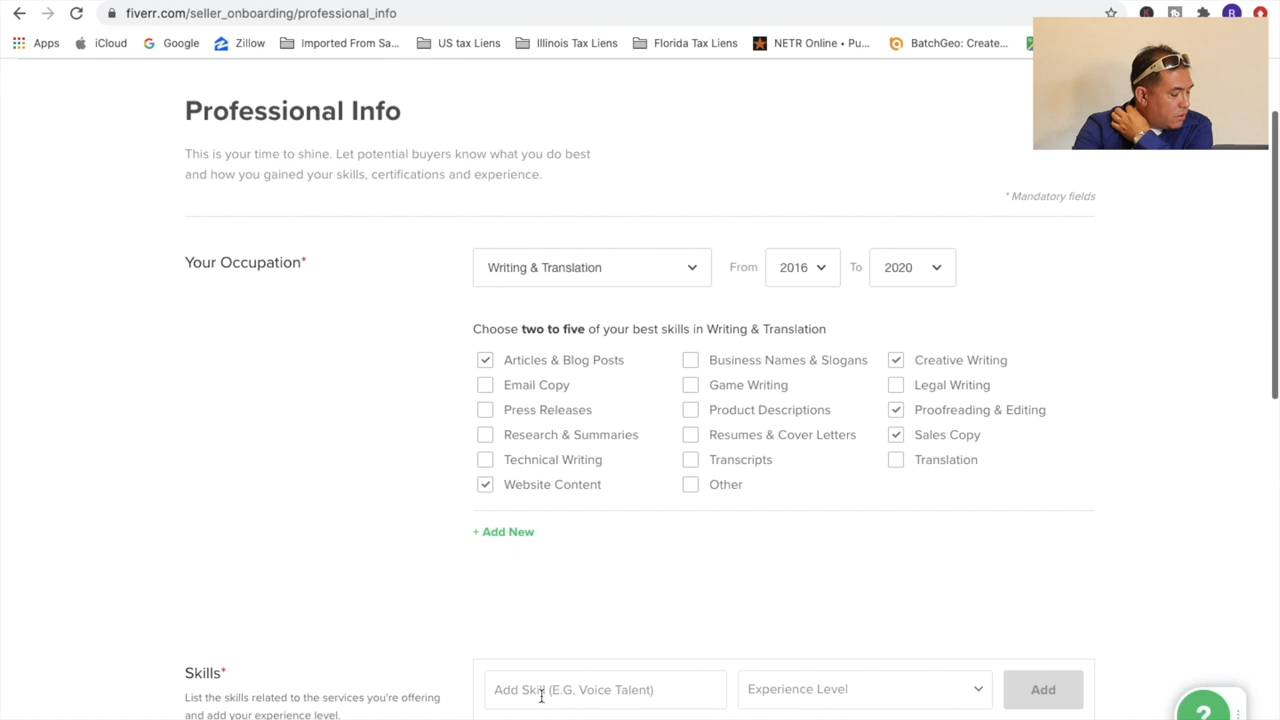 fiverr.com/seller_onboarding/professional_info
Apps iCloud Google Zillow Imported From Sa... US tax Liens Illinois Tax Liens Florida Tax Liens NETR Online • Pu... BatchGeo: Create...
Professional Info
This is your time to shine. Let potential buyers know what you do best
and how you gained your skills, certifications and experience.
* Mandatory fields
Your Occupation* Writing & Translation From 2016 To 2020
Choose two to five of your best skills in Writing & Translation
Articles & Blog Posts Business Names & Slogans Creative Writing
Email Copy Game Writing Legal Writing
Press Releases Product Descriptions Proofreading & Editing
Research & Summaries Resumes & Cover Letters Sales Copy
Technical Writing Transcripts Translation
Website Content Other
+ Add New
Skills* Add Skill (E.G. Voice Talent) Experience Level Add
List the skills related to the services you're offering
and add your experience level.
?